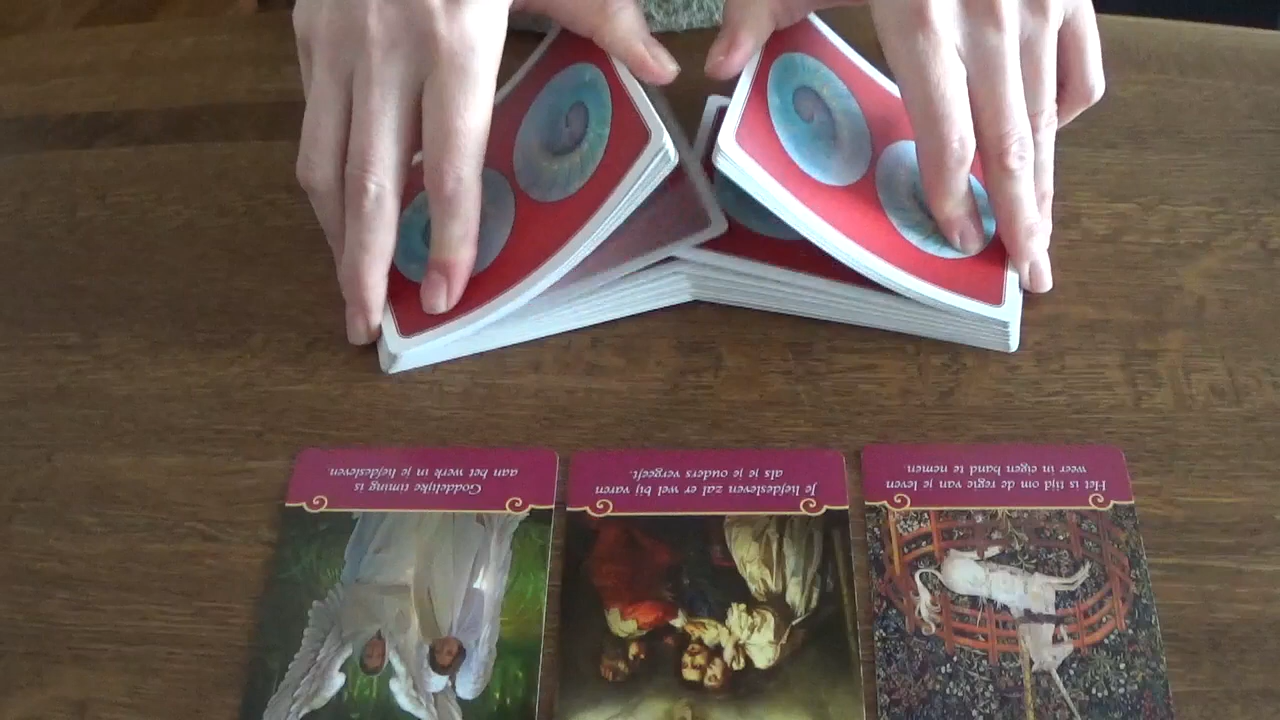 Goddelijke timing is
aan het werk in je liefdesleven.
Je liefdesleven zal er wel bij varen
als je je ouders vergeeft.
Het is tijd om de regie van je leven
weer in eigen hand te nemen.